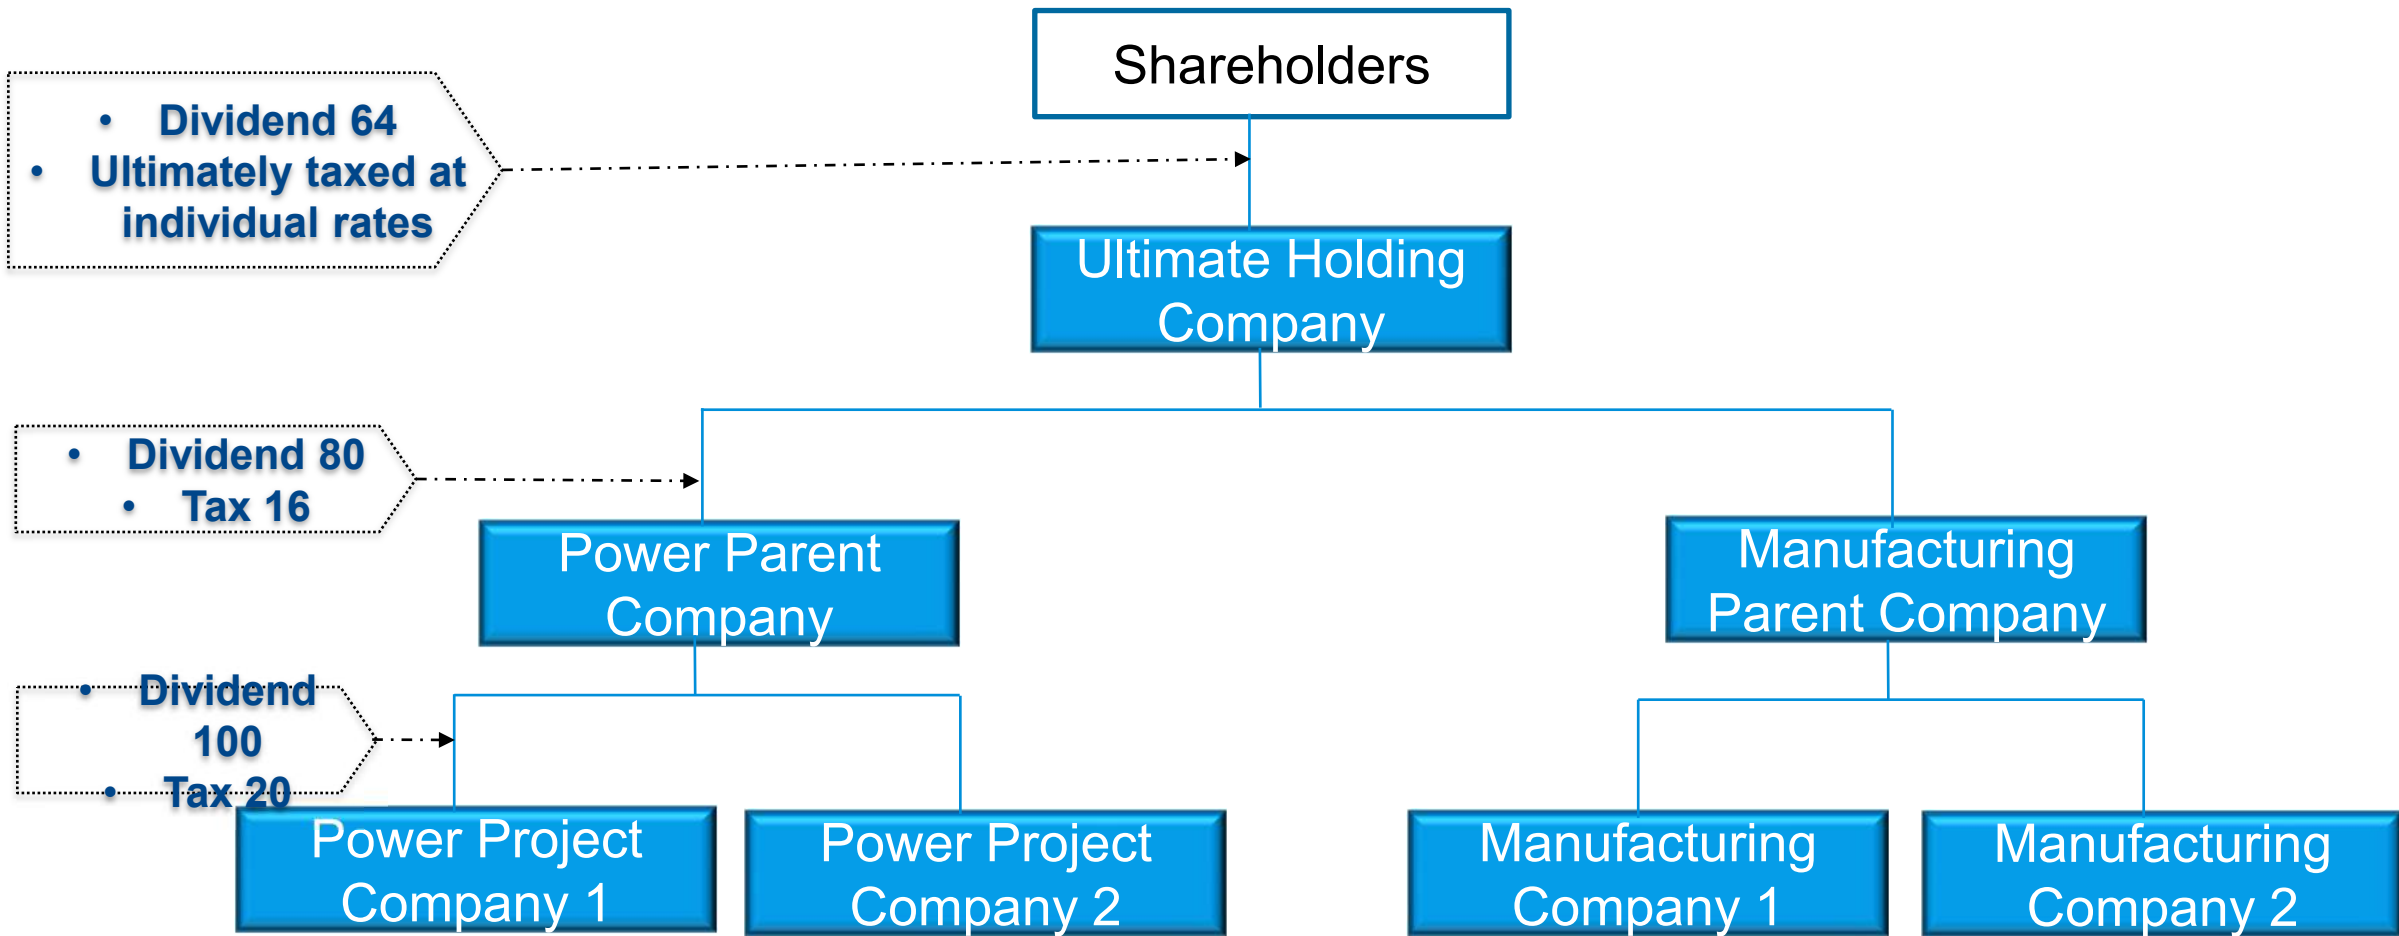 Shareholders
• Dividend 64
• Ultimately taxed at
individual rates
Ultimate Holding
Company
• Dividend 80
• Tax 16
Power Parent
Company
Manufacturing
Parent Company
• Dividend
100
• Tax 20
Power Project
Company 1
Power Project
Company 2
Manufacturing
Company 1
Manufacturing
Company 2